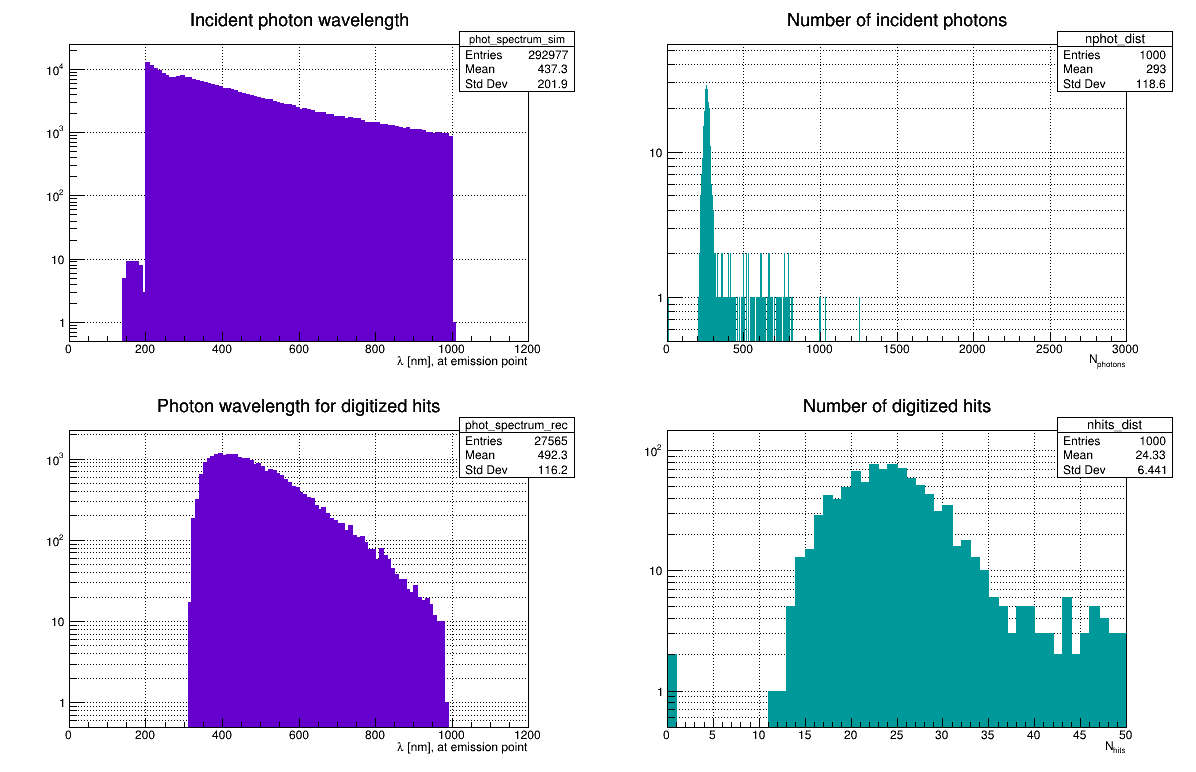 Incident photon wavelength
phot_spectrum_sim
Entries 292977
Mean 437.3
Std Dev 201.9
10^4
10^3
10^2
10
1
0 200 400 600 800 1000 1200
λ [nm], at emission point
Number of incident photons
nphot_dist
Entries 1000
Mean 293
Std Dev 118.6
10
1
0 500 1000 1500 2000 2500 3000
N_photons
Photon wavelength for digitized hits
phot_spectrum_rec
Entries 27565
Mean 492.3
Std Dev 116.2
10^3
10^2
10
1
0 200 400 600 800 1000 1200
λ [nm], at emission point
Number of digitized hits
nhits_dist
Entries 1000
Mean 24.33
Std Dev 6.441
10^2
10
1
0 5 10 15 20 25 30 35 40 45 50
N_hits